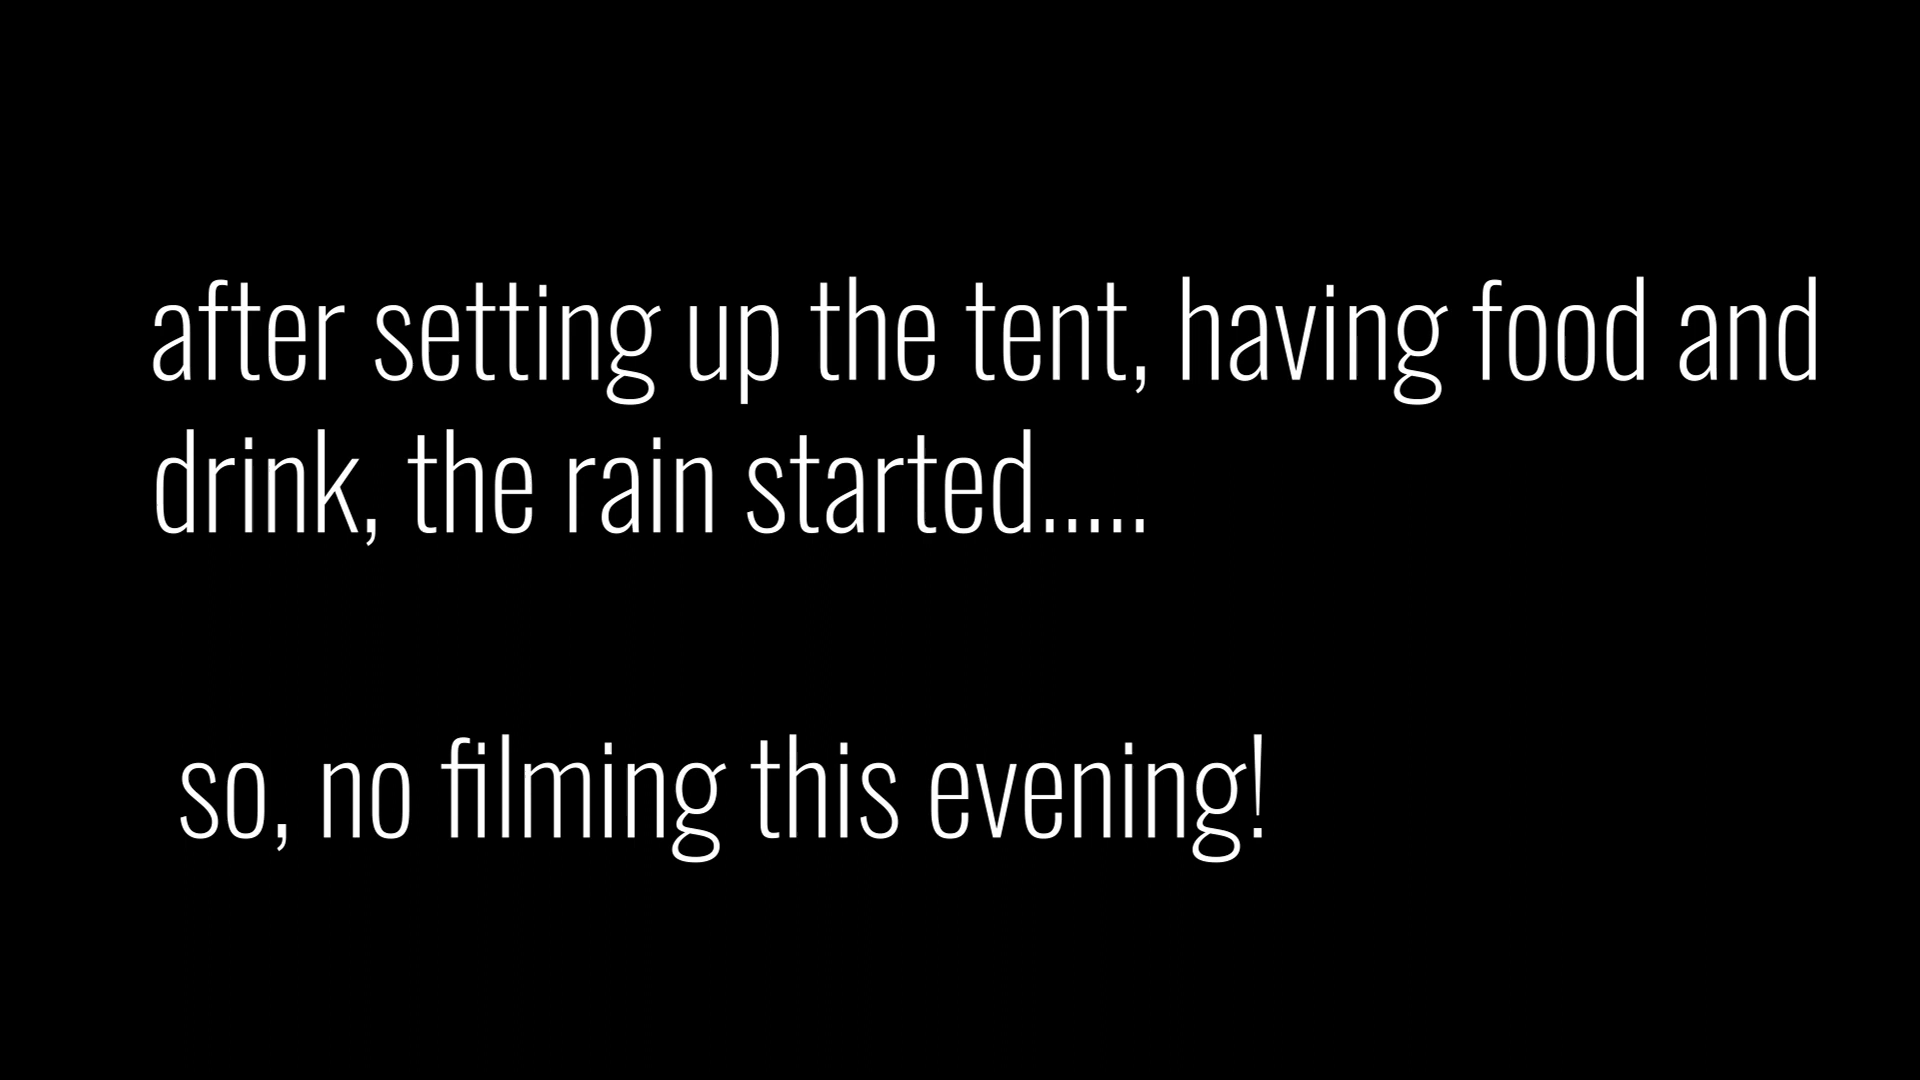 after setting up the tent, having food and
drink, the rain started.....
so, no filming this evening!